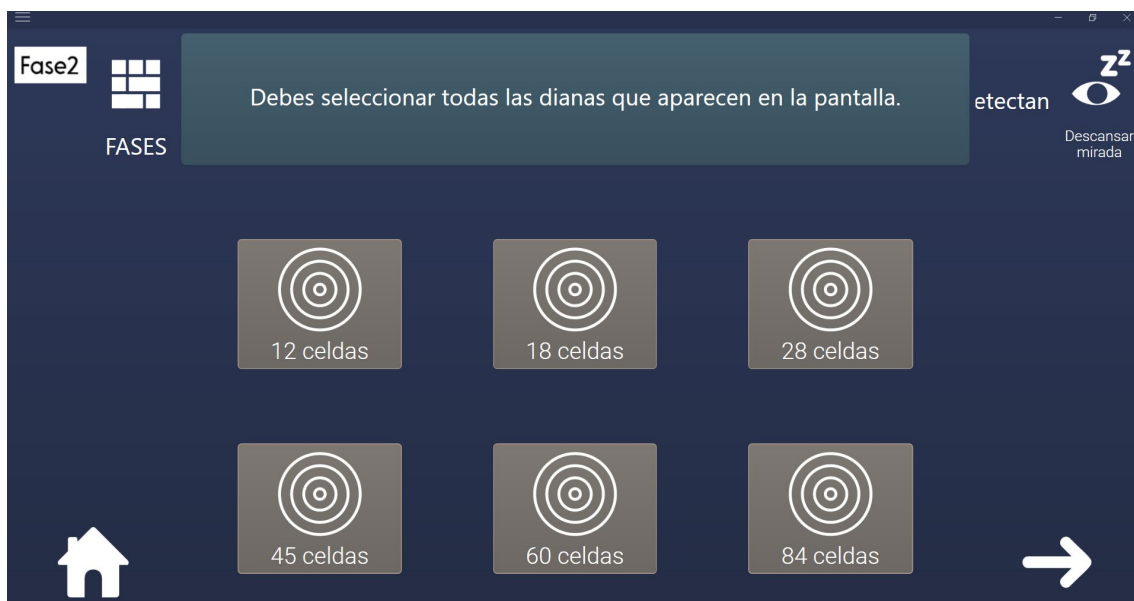 Fase2
FASES
Debes seleccionar todas las dianas que aparecen en la pantalla.
etectan
zz
Descansar
mirada
12 celdas
18 celdas
28 celdas
45 celdas
60 celdas
84 celdas